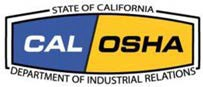 STATE OF CALIFORNIA
CAL OSHA
DEPARTMENT OF INDUSTRIAL RELATIONS